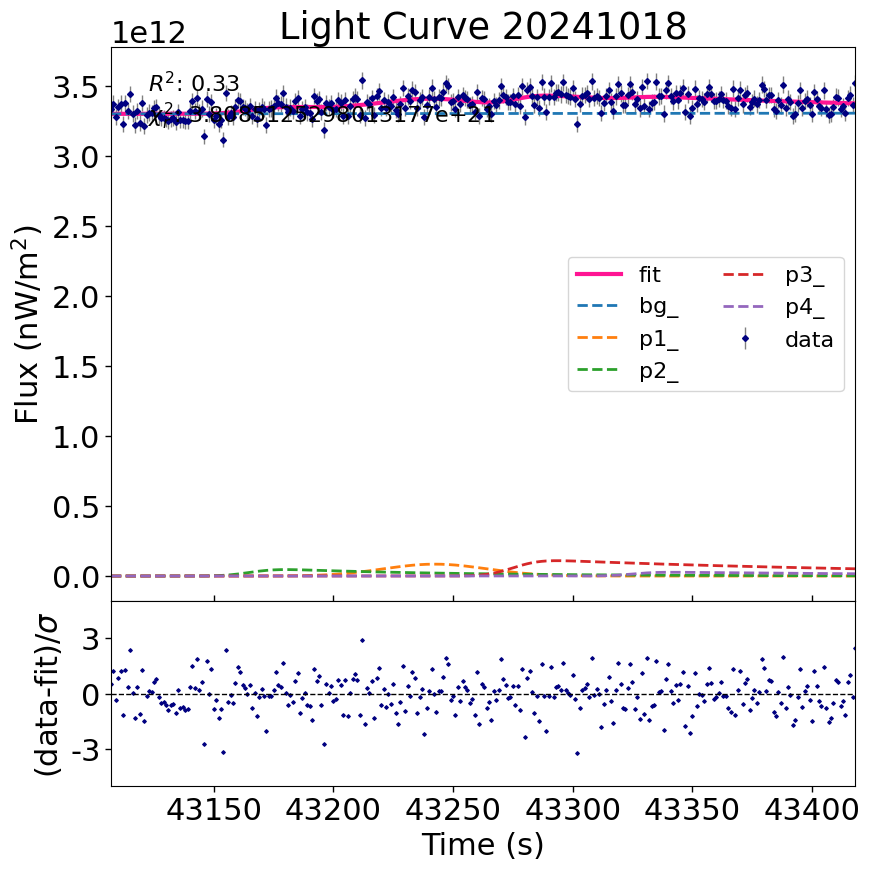 Light Curve 20241018
1e12
R²: 0.33
3.5
3.0
2.5
2.0
1.5
1.0
0.5
0.0
Flux (nW/m²)
fit
bg_
p1_
p2_
p3_
p4_
data
3
0
-3
(data-fit)/σ
43150 43200 43250 43300 43350 43400
Time (s)